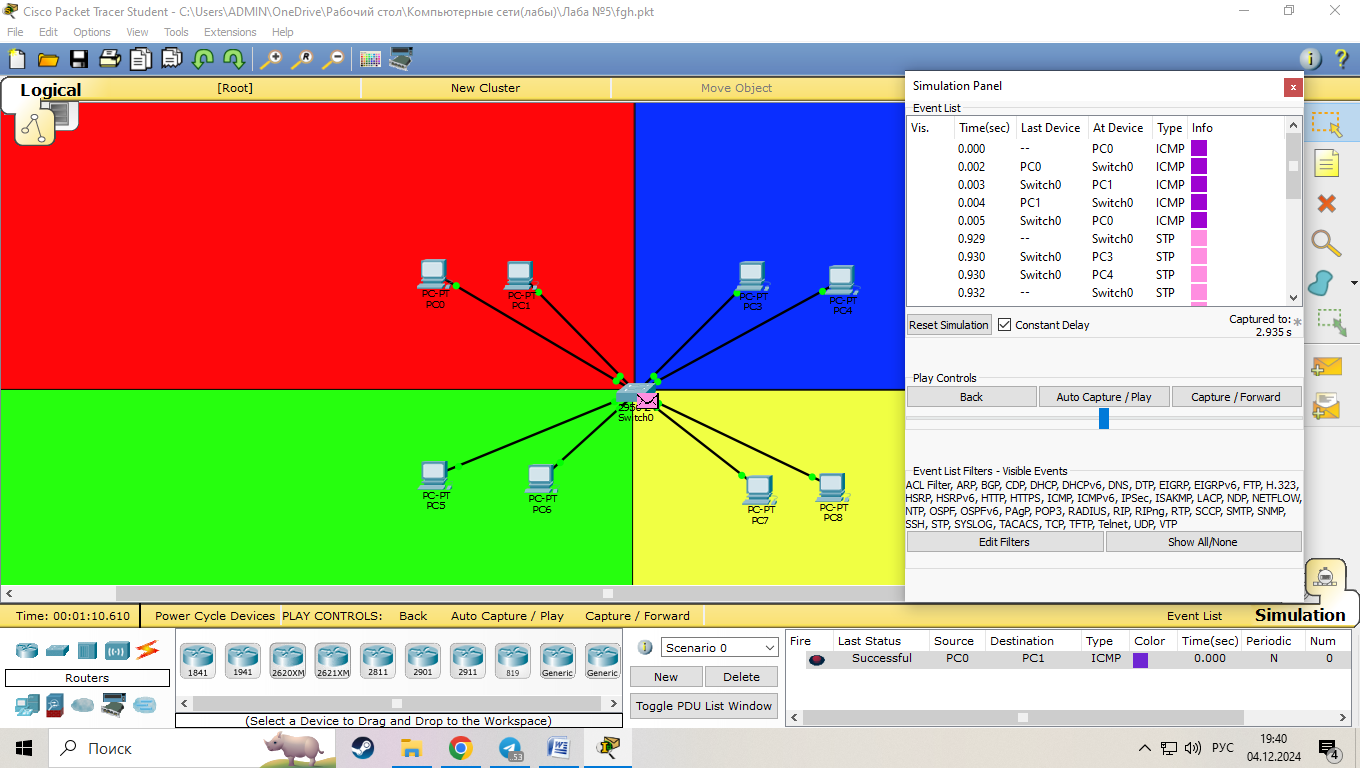 Cisco Packet Tracer Student - C:\Users\ADMIN\OneDrive\Рабочий стол\Компьютерные сети(лабы)\Лаба №5\fgh.pkt
File Edit Options View Tools Extensions Help
Logical [Root] New Cluster Move Object
Simulation Panel
Event List
Vis. Time(sec) Last Device At Device Type Info
0.000 -- PC0 ICMP
0.002 PC0 Switch0 ICMP
0.003 Switch0 PC1 ICMP
0.004 PC1 Switch0 ICMP
0.005 Switch0 PC0 ICMP
0.929 -- Switch0 STP
0.930 Switch0 PC3 STP
0.930 Switch0 PC4 STP
0.932 -- Switch0 STP
Reset Simulation Constant Delay Captured to:
2.935 s
Play Controls
Back Auto Capture / Play Capture / Forward
Event List Filters - Visible Events
ACL Filter, ARP, BGP, CDP, DHCP, DHCPv6, DNS, DTP, EIGRP, EIGRPv6, FTP, H.323,
HSRP, HSRPv6, HTTP, HTTPS, ICMP, ICMPv6, IPSec, ISAKMP, LACP, NDP, NETFLOW,
NTP, OSPF, OSPFv6, PAgP, POP3, RADIUS, RIP, RIPng, RTP, SCCP, SMTP, SNMP,
SSH, STP, SYSLOG, TACACS, TCP, TFTP, Telnet, UDP, VTP
Edit Filters Show All/None
PC-PT PC-PT PC-PT PC-PT
PC0 PC1 PC3 PC4
Switch0
PC-PT PC-PT PC-PT PC-PT
PC5 PC6 PC7 PC8
Time: 00:01:10.610 Power Cycle Devices PLAY CONTROLS: Back Auto Capture / Play Capture / Forward Event List Simulation
Routers
1841 1941 2620XM 2621XM 2811 2901 2911 819 Generic Generic
(Select a Device to Drag and Drop to the Workspace)
Scenario 0
New Delete
Toggle PDU List Window
Fire Last Status Source Destination Type Color Time(sec) Periodic Num
Successful PC0 PC1 ICMP 0.000 N 0
Поиск
53
РУС
19:40
04.12.2024
4